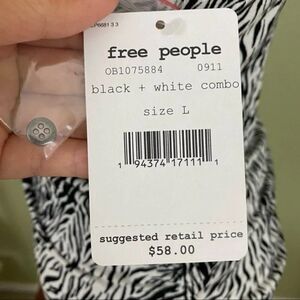 free people
OB1075884 0911
black + white combo
size L
1 94374 17111 1
suggested retail price
$58.00